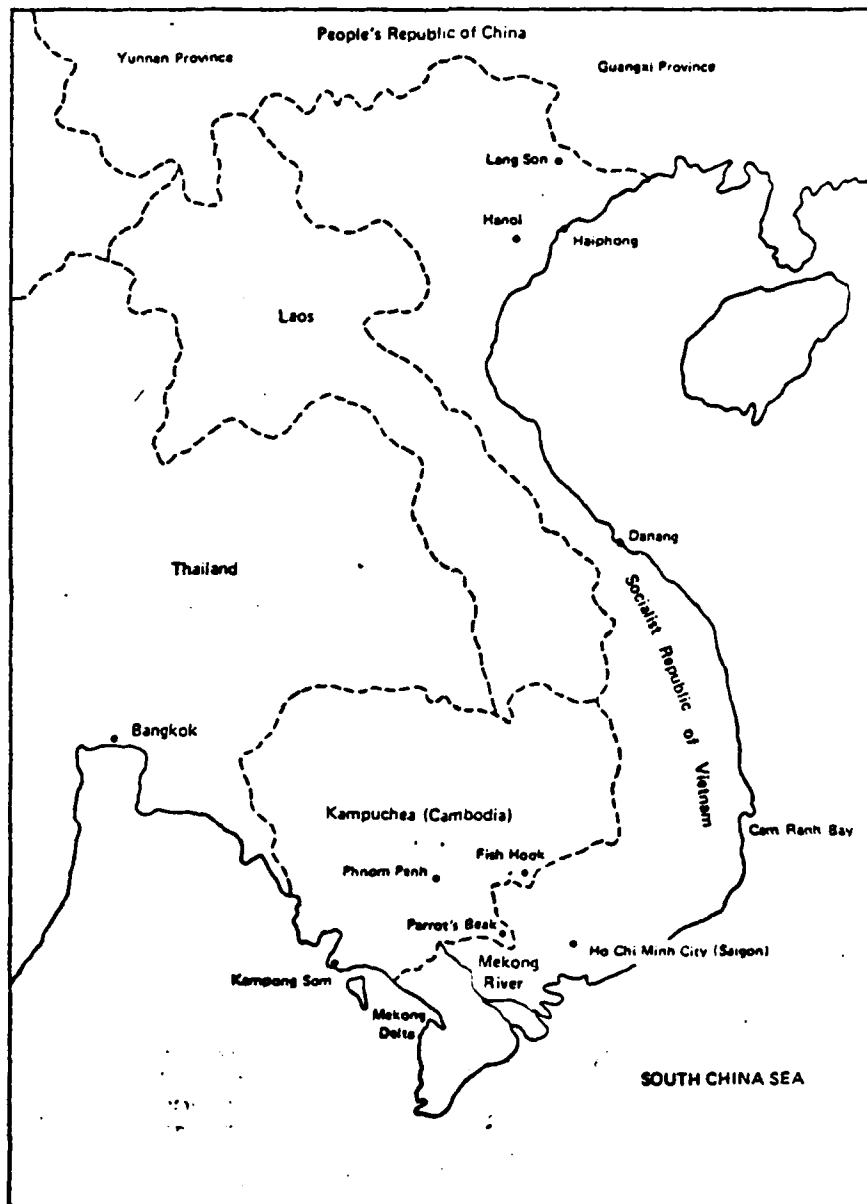 People's Republic of China
Yunnan Province
Guangxi Province
Lang Son
Hanoi
Haiphong
Laos
Danang
Thailand
Socialist Republic of Vietnam
Bangkok
Kampuchea (Cambodia)
Cam Ranh Bay
Fish Hook
Phnom Penh
Parrot's Beak
Ho Chi Minh City (Saigon)
Mekong
River
Kampong Som
Mekong
Delta
SOUTH CHINA SEA